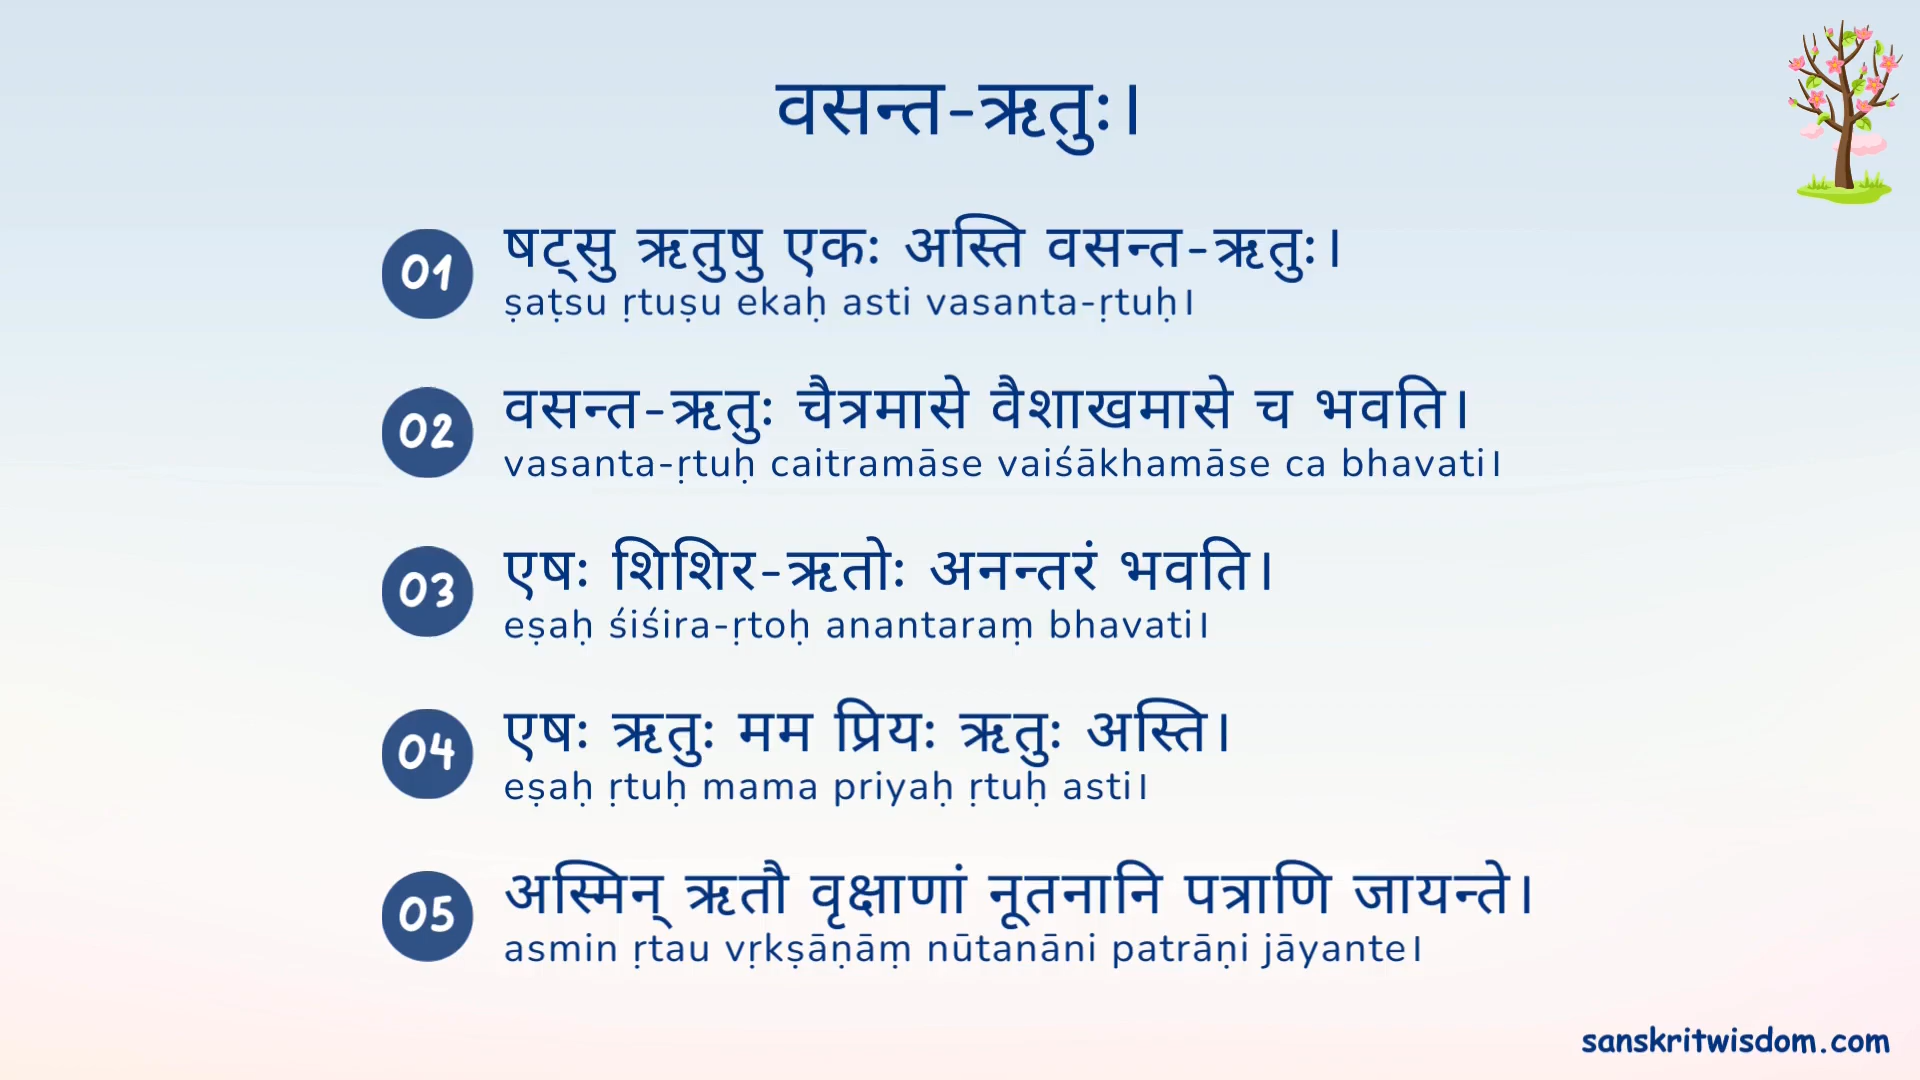 वसन्त-ऋतुः।
01
षट्सु ऋतुषु एकः अस्ति वसन्त-ऋतुः।
ṣaṭsu ṛtuṣu ekaḥ asti vasanta-ṛtuḥ।
02
वसन्त-ऋतुः चैत्रमासे वैशाखमासे च भवति।
vasanta-ṛtuḥ caitramāse vaiśākhamāse ca bhavati।
03
एषः शिशिर-ऋतोः अनन्तरं भवति।
eṣaḥ śiśira-ṛtoḥ anantaraṃ bhavati।
04
एषः ऋतुः मम प्रियः ऋतुः अस्ति।
eṣaḥ ṛtuḥ mama priyaḥ ṛtuḥ asti।
05
अस्मिन् ऋतौ वृक्षाणां नूतनानि पत्राणि जायन्ते।
asmin ṛtau vṛkṣāṇāṃ nūtanāni patrāṇi jāyante।
sanskritwisdom.com